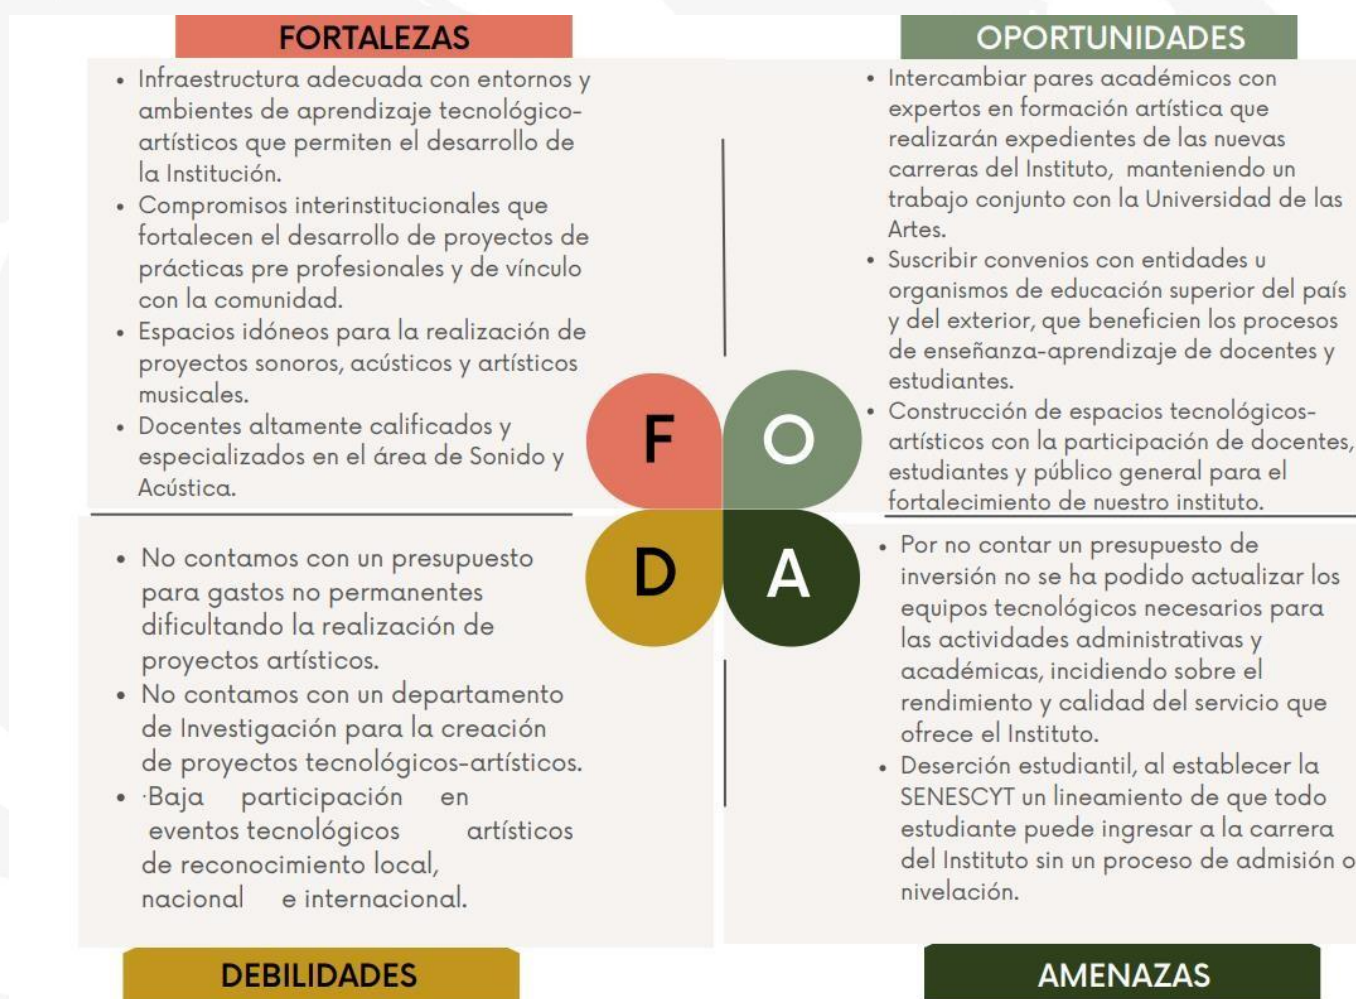 FORTALEZAS
• Infraestructura adecuada con entornos y
ambientes de aprendizaje tecnológico-
artísticos que permiten el desarrollo de
la Institución.
• Compromisos interinstitucionales que
fortalecen el desarrollo de proyectos de
prácticas pre profesionales y de vínculo
con la comunidad.
• Espacios idóneos para la realización de
proyectos sonoros, acústicos y artísticos
musicales.
• Docentes altamente calificados y
especializados en el área de Sonido y
Acústica.
OPORTUNIDADES
• Intercambiar pares académicos con
expertos en formación artística que
realizarán expedientes de las nuevas
carreras del Instituto, manteniendo un
trabajo conjunto con la Universidad de las
Artes.
• Suscribir convenios con entidades u
organismos de educación superior del país
y del exterior, que beneficien los procesos
de enseñanza-aprendizaje de docentes y
estudiantes.
• Construcción de espacios tecnológicos-
artísticos con la participación de docentes,
estudiantes y público general para el
fortalecimiento de nuestro instituto.
F
O
D
A
• No contamos con un presupuesto
para gastos no permanentes
dificultando la realización de
proyectos artísticos.
• No contamos con un departamento
de Investigación para la creación
de proyectos tecnológicos-artísticos.
• ·Baja participación en
eventos tecnológicos artísticos
de reconocimiento local,
nacional e internacional.
DEBILIDADES
• Por no contar un presupuesto de
inversión no se ha podido actualizar los
equipos tecnológicos necesarios para
las actividades administrativas y
académicas, incidiendo sobre el
rendimiento y calidad del servicio que
ofrece el Instituto.
• Deserción estudiantil, al establecer la
SENESCYT un lineamiento de que todo
estudiante puede ingresar a la carrera
del Instituto sin un proceso de admisión o
nivelación.
AMENAZAS